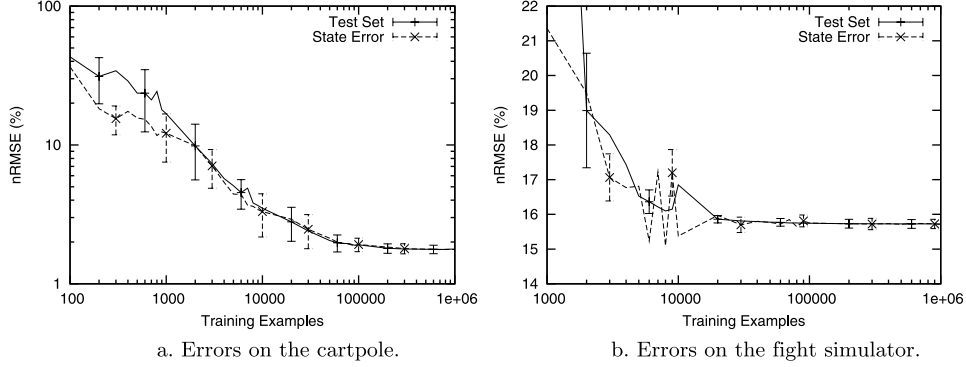 100
10
1
nRMSE (%)
100
1000
10000
100000
1e+06
Training Examples
Test Set
State Error
a. Errors on the cartpole.
22
21
20
19
18
17
16
15
14
nRMSE (%)
1000
10000
100000
1e+06
Training Examples
Test Set
State Error
b. Errors on the fight simulator.